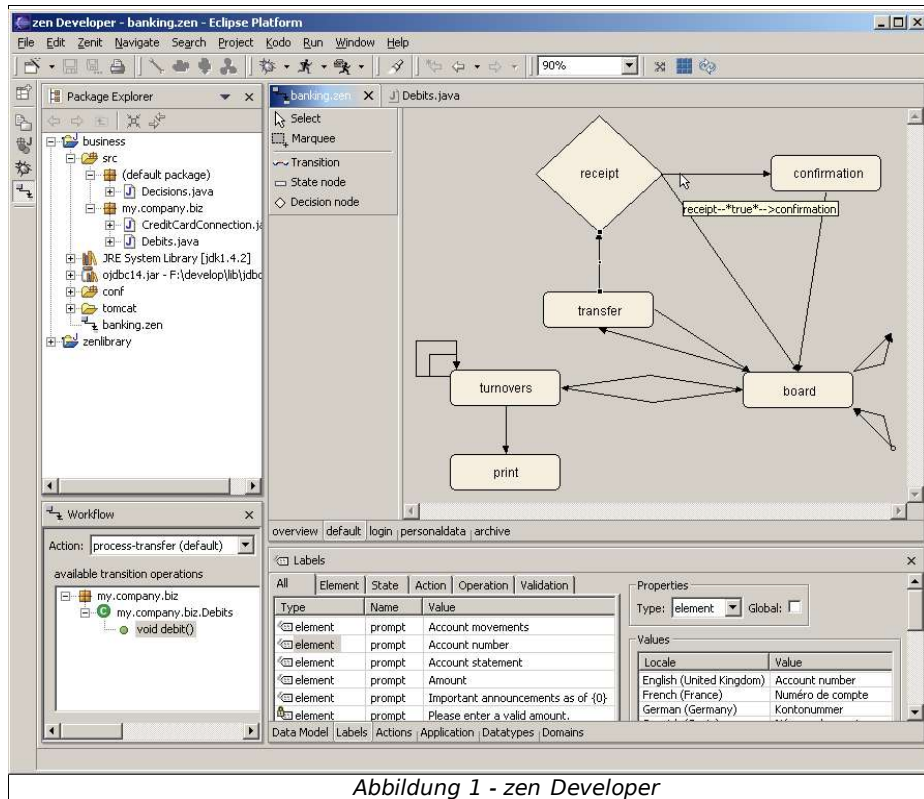 zen Developer - banking.zen - Eclipse Platform
File Edit Zenit Navigate Search Project Kodo Run Window Help
90%
Package Explorer
business
src
(default package)
Decisions.java
my.company.biz
CreditCardConnection.ja
Debits.java
JRE System Library [jdk1.4.2]
ojdbc14.jar - F:\develop\lib\jdbc
conf
tomcat
banking.zen
zenlibrary
banking.zen
Debits.java
Select
Marquee
Transition
State node
Decision node
receipt
confirmation
receipt--*true*-->confirmation
transfer
turnovers
board
print
overview default login personaldata archive
Workflow
Action: process-transfer (default)
available transition operations
my.company.biz
my.company.biz.Debits
void debit()
Labels
All Element State Action Operation Validation
Type Name Value
element prompt Account movements
element prompt Account number
element prompt Account statement
element prompt Amount
element prompt Important announcements as of {0}
element prompt Please enter a valid amount.
Properties
Type: element Global:
Values
Locale Value
English (United Kingdom) Account number
French (France) Numéro de compte
German (Germany) Kontonummer
Data Model Labels Actions Application Datatypes Domains
Abbildung 1 - zen Developer